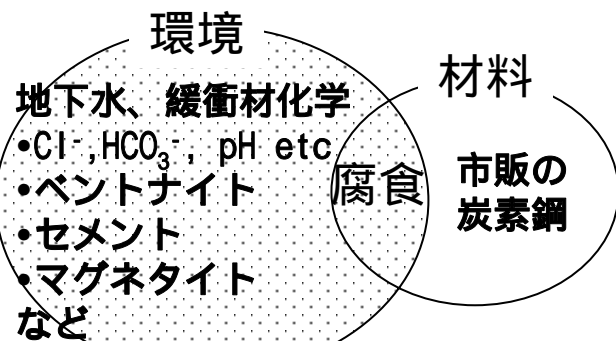 環境
地下水、緩衝材化学
•Cl⁻,HCO₃⁻, pH etc
•ベントナイト
•セメント
•マグネタイト
など
腐食
材料
市販の
炭素鋼